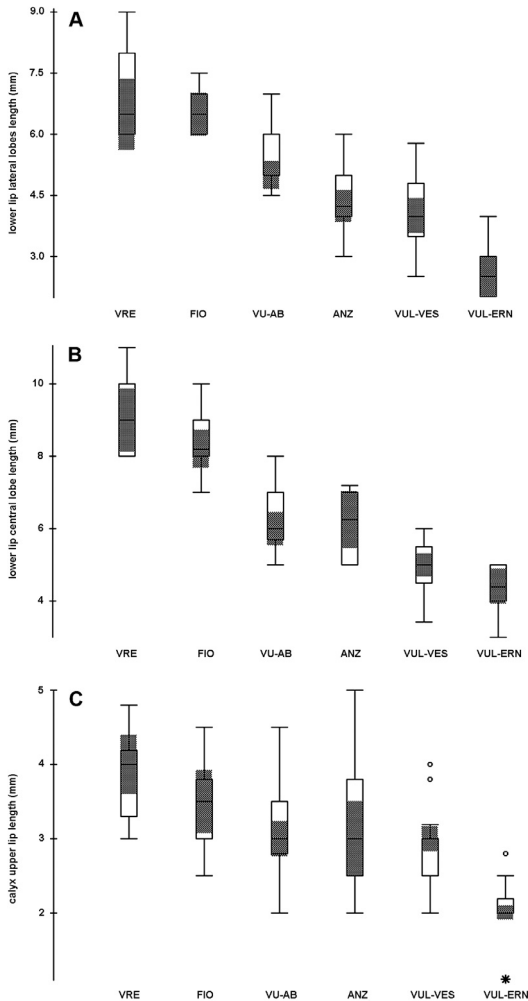 A
lower lip lateral lobes length (mm)
9.0
7.5
6.0
4.5
3.0
VRE FIO VU-AB ANZ VUL-VES VUL-ERN
B
lower lip central lobe length (mm)
10
8
6
4
VRE FIO VU-AB ANZ VUL-VES VUL-ERN
C
calyx upper lip length (mm)
5
4
3
2
VRE FIO VU-AB ANZ VUL-VES VUL-ERN